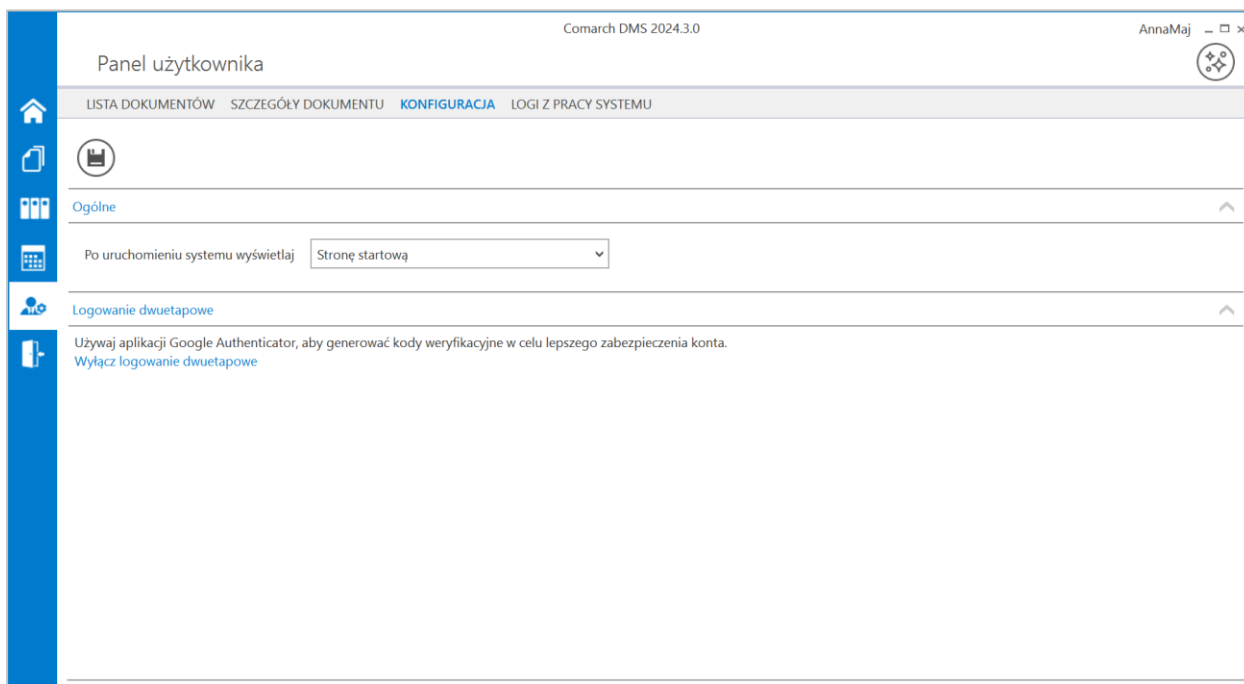 Comarch DMS 2024.3.0
AnnaMaj
Panel użytkownika
LISTA DOKUMENTÓW SZCZEGÓŁY DOKUMENTU KONFIGURACJA LOGI Z PRACY SYSTEMU
Ogólne
Po uruchomieniu systemu wyświetlaj Stronę startową
Logowanie dwuetapowe
Używaj aplikacji Google Authenticator, aby generować kody weryfikacyjne w celu lepszego zabezpieczenia konta.
Wyłącz logowanie dwuetapowe